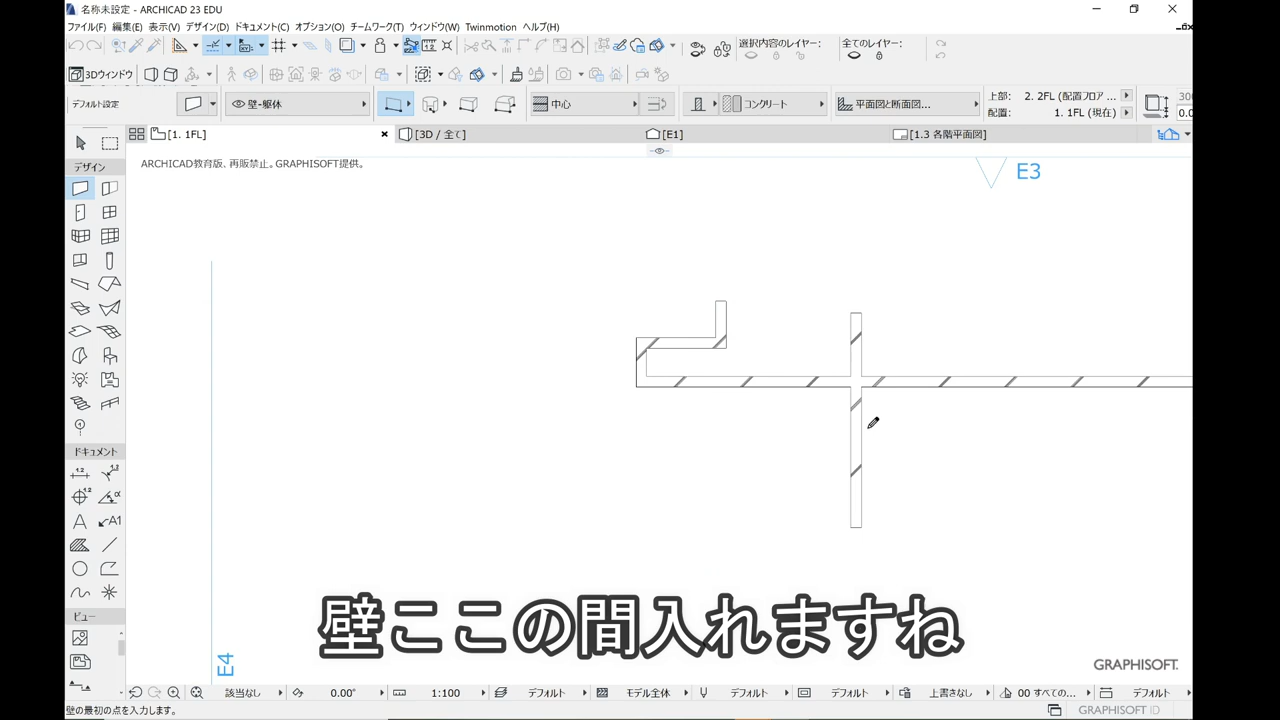 名称未設定 - ARCHICAD 23 EDU
ファイル(F) 編集(E) 表示(V) デザイン(D) ドキュメント(C) オプション(O) チームワーク(T) ウィンドウ(W) Twinmotion ヘルプ(H)
選択内容のレイヤー: 全てのレイヤー:
3Dウィンドウ
デフォルト設定 壁-躯体 中心 コンクリート 平面図と断面図... 上部: 2. 2FL (配置フロア ... 300
配置: 1. 1FL (現在) 0.0
[1. 1FL] [3D / 全て] [E1] [1.3 各階平面図]
デザイン
ARCHICAD教育版、再販禁止。GRAPHISOFT提供。
E3
ドキュメント
A1
ビュー
E4
壁ここの間入れますね
GRAPHISOFT.
該当なし 0.00° 1:100 デフォルト モデル全体 デフォルト デフォルト 上書きなし 00 すべての... デフォルト
壁の最初の点を入力します。
GRAPHISOFT ID